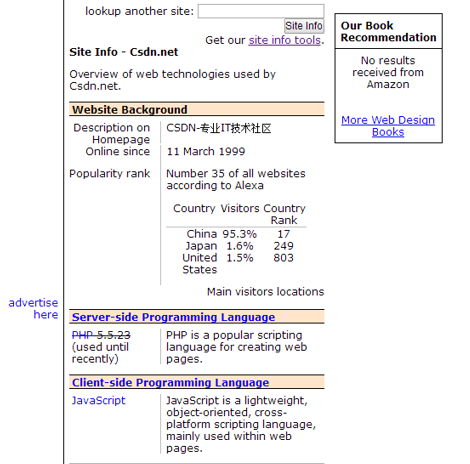 lookup another site:
Site Info
Get our site info tools.
Site Info - Csdn.net
Overview of web technologies used by
Csdn.net.
Website Background
Description on CSDN-专业IT技术社区
Homepage
Online since 11 March 1999
Popularity rank Number 35 of all websites
according to Alexa
Country Visitors Country
Rank
China 95.3% 17
Japan 1.6% 249
United 1.5% 803
States
Main visitors locations
Server-side Programming Language
PHP 5.5.23 PHP is a popular scripting
(used until language for creating web
recently) pages.
Client-side Programming Language
JavaScript JavaScript is a lightweight,
object-oriented, cross-
platform scripting language,
mainly used within web
pages.
advertise
here
Our Book
Recommendation
No results
received from
Amazon
More Web Design
Books